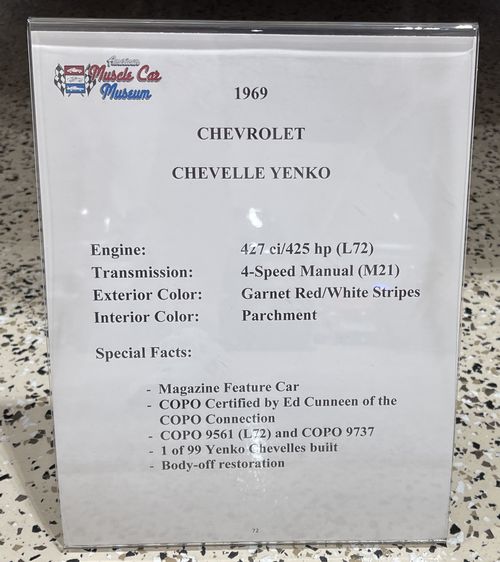 American
Muscle Car
Museum
1969
CHEVROLET
CHEVELLE YENKO
Engine: 427 ci/425 hp (L72)
Transmission: 4-Speed Manual (M21)
Exterior Color: Garnet Red/White Stripes
Interior Color: Parchment
Special Facts:
- Magazine Feature Car
- COPO Certified by Ed Cunneen of the
COPO Connection
- COPO 9561 (L72) and COPO 9737
- 1 of 99 Yenko Chevelles built
- Body-off restoration
72